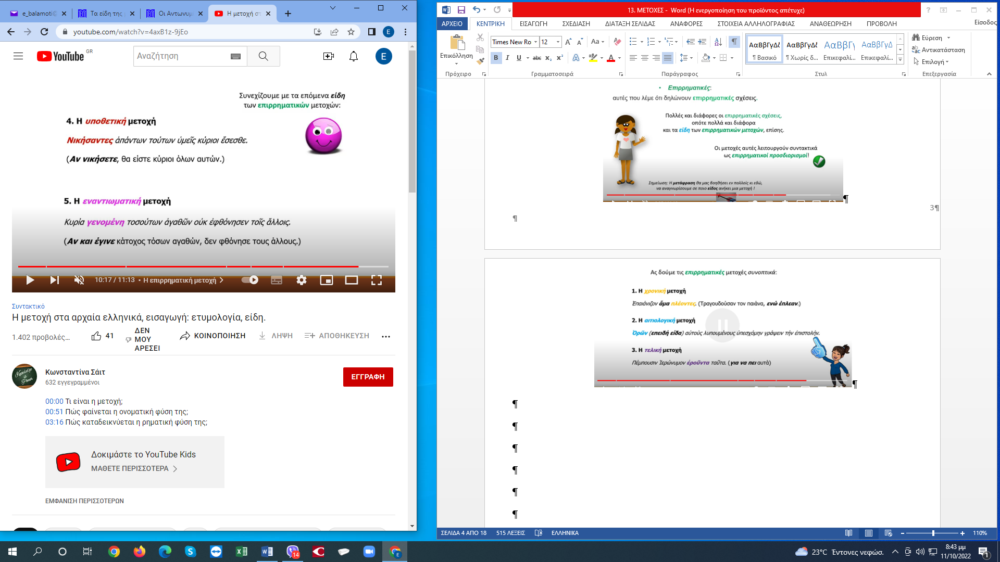 e_balamoti@
Τα είδη της
Οι Αντωνυμ
Η μετοχή στ
youtube.com/watch?v=4axB1z-9jEo
E
YouTube GR
Αναζήτηση
E
Συνεχίζουμε με τα επόμενα είδη
των επιρρηματικών μετοχών:
4. Η υποθετική μετοχή
Νικήσαντες ἁπάντων τούτων ὑμεῖς κύριοι ἔσεσθε.
(Αν νικήσετε, θα είστε κύριοι όλων αυτών.)
5. Η εναντιωματική μετοχή
Κυρία γενομένη τοσούτων ἀγαθῶν οὐκ ἐφθόνησεν τοῖς ἄλλοις.
(Αν και έγινε κάτοχος τόσων αγαθών, δεν φθόνησε τους άλλους.)
10:17 / 11:13 • Η επιρρηματική μετοχή
Συντακτικό
Η μετοχή στα αρχαία ελληνικά, εισαγωγή: ετυμολογία, είδη.
1.402 προβολές...
41
ΔΕΝ
ΜΟΥ
ΑΡΕΣΕΙ
ΚΟΙΝΟΠΟΙΗΣΗ
ΛΗΨΗ
ΑΠΟΘΗΚΕΥΣΗ
Knowledge
is
Power
Κωνσταντίνα Σάιτ
632 εγγεγραμμένοι
ΕΓΓΡΑΦΗ
00:00 Τι είναι η μετοχή;
00:51 Πώς φαίνεται η ονοματική φύση της;
03:16 Πώς καταδεικνύεται η ρηματική φύση της;
Δοκιμάστε το YouTube Kids
ΜΑΘΕΤΕ ΠΕΡΙΣΣΟΤΕΡΑ
ΕΜΦΑΝΙΣΗ ΠΕΡΙΣΣΟΤΕΡΩΝ
13. ΜΕΤΟΧΕΣ - Word (Η ενεργοποίηση του προϊόντος απέτυχε)
ΑΡΧΕΙΟ ΚΕΝΤΡΙΚΗ ΕΙΣΑΓΩΓΗ ΣΧΕΔΙΑΣΗ ΔΙΑΤΑΞΗ ΣΕΛΙΔΑΣ ΑΝΑΦΟΡΕΣ ΣΤΟΙΧΕΙΑ ΑΛΛΗΛΟΓΡΑΦΙΑΣ ΑΝΑΘΕΩΡΗΣΗ ΠΡΟΒΟΛΗ Είσοδος
Επικόλληση
Πρόχειρο
Times New Ro 12
Γραμματοσειρά
Παράγραφος
ΑαΒβΓγΔδ ΑαΒβΓγΔδ ΑαΒβΓγ ΑαΒβΓγΔ
¶ Βασικό ¶ Χωρίς δ... Επικεφαλί... Επικεφαλί...
Στυλ
Εύρεση
Αντικατάσταση
Επιλογή
Επεξεργασία
• Επιρρηματικές:
αυτές που λέμε ότι δηλώνουν επιρρηματικές σχέσεις.
Πολλές και διάφορες οι επιρρηματικές σχέσεις,
οπότε πολλά και διάφορα
και τα είδη των επιρρηματικών μετοχών, επίσης.
Οι μετοχές αυτές λειτουργούν συντακτικά
ως επιρρηματικοί προσδιορισμοί!
Σημείωση: Η μετάφραση θα μας βοηθήσει εν πολλοίς κι εδώ,
να αναγνωρίσουμε σε ποιο είδος ανήκει μια μετοχή !
3¶
Ας δούμε τις επιρρηματικές μετοχές συνοπτικά:
1. Η χρονική μετοχή
Ἐπαιάνιζον ἅμα πλέοντες. (Τραγουδούσαν τον παιάνα, ενώ έπλεαν.)
2. Η αιτιολογική μετοχή
Ὁρῶν (επειδή είδα) αὐτοὺς λυπουμένους ὑπεσχόμην γράψειν τὴν ἐπιστολήν.
3. Η τελική μετοχή
Πέμπουσιν Ἱερώνυμον ἐροῦντα ταῦτα. (για να πει αυτά)
ΣΕΛΙΔΑ 4 ΑΠΟ 18 515 ΛΕΞΕΙΣ ΕΛΛΗΝΙΚΑ
110%
14
23°C Έντονες νεφώσ.
8:43 μμ
11/10/2022
1